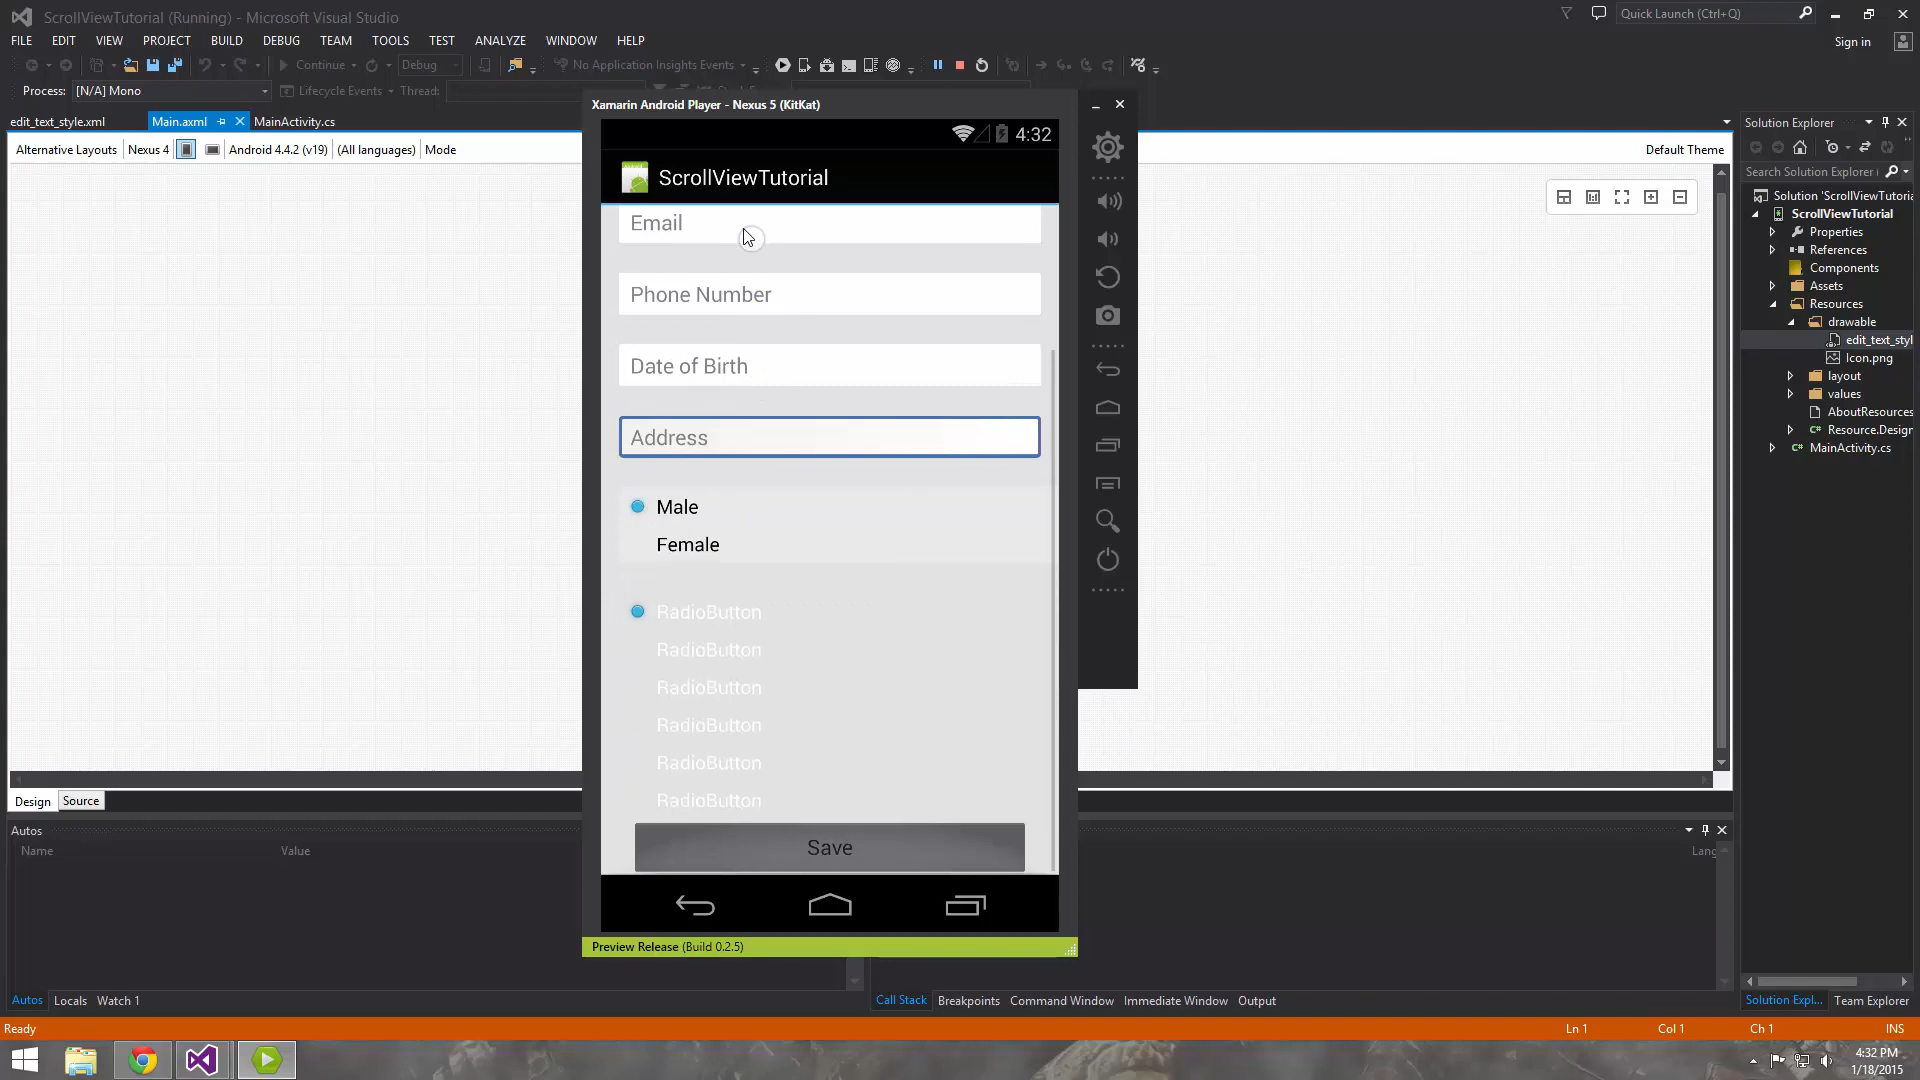 ScrollViewTutorial (Running) - Microsoft Visual Studio
Quick Launch (Ctrl+Q)
FILE EDIT VIEW PROJECT BUILD DEBUG TEAM TOOLS TEST ANALYZE WINDOW HELP
Sign in
Continue Debug No Application Insights Events
Process: [N/A] Mono Lifecycle Events Thread:
Xamarin Android Player - Nexus 5 (KitKat)
edit_text_style.xml Main.axml MainActivity.cs
Alternative Layouts Nexus 4 Android 4.4.2 (v19) (All languages) Mode
Default Theme
4:32
ScrollViewTutorial
Email
Phone Number
Date of Birth
Address
Male
Female
RadioButton
RadioButton
RadioButton
RadioButton
RadioButton
RadioButton
Save
Preview Release (Build 0.2.5)
Solution Explorer
Search Solution Explorer (
Solution 'ScrollViewTutoria
ScrollViewTutorial
Properties
References
Components
Assets
Resources
drawable
edit_text_styl
Icon.png
layout
values
AboutResources
Resource.Design
MainActivity.cs
Design Source
Autos
Name Value
Lang
Autos Locals Watch 1
Call Stack Breakpoints Command Window Immediate Window Output
Solution Expl... Team Explorer
Ready
Ln 1 Col 1 Ch 1 INS
4:32 PM
1/18/2015